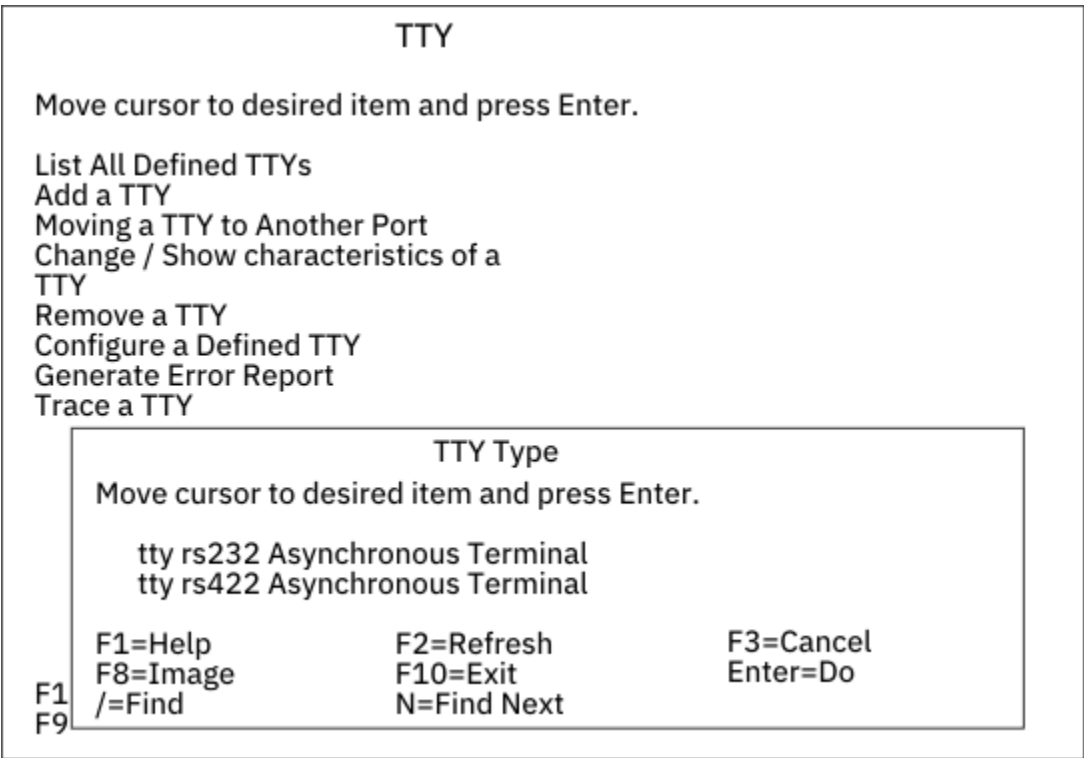 TTY
Move cursor to desired item and press Enter.
List All Defined TTYs
Add a TTY
Moving a TTY to Another Port
Change / Show characteristics of a
TTY
Remove a TTY
Configure a Defined TTY
Generate Error Report
Trace a TTY
TTY Type
Move cursor to desired item and press Enter.
tty rs232 Asynchronous Terminal
tty rs422 Asynchronous Terminal
F1=Help F2=Refresh F3=Cancel
F8=Image F10=Exit Enter=Do
F1 /=Find N=Find Next
F9